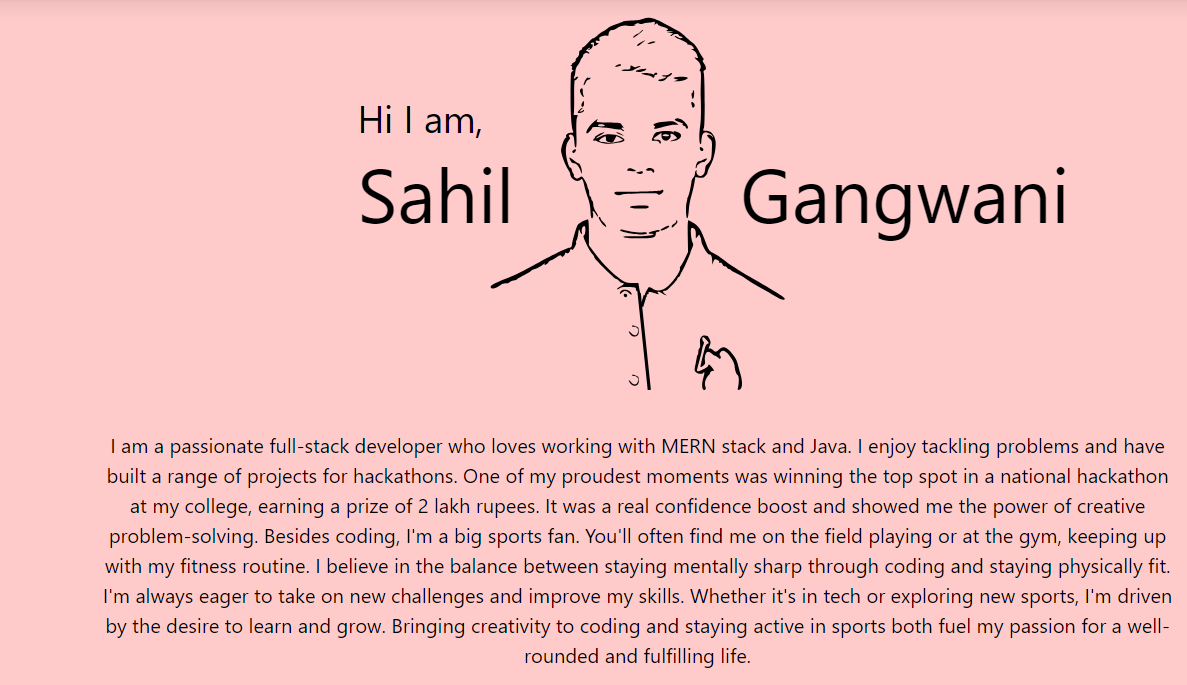 Hi I am,
Sahil Gangwani
I am a passionate full-stack developer who loves working with MERN stack and Java. I enjoy tackling problems and have
built a range of projects for hackathons. One of my proudest moments was winning the top spot in a national hackathon
at my college, earning a prize of 2 lakh rupees. It was a real confidence boost and showed me the power of creative
problem-solving. Besides coding, I'm a big sports fan. You'll often find me on the field playing or at the gym, keeping up
with my fitness routine. I believe in the balance between staying mentally sharp through coding and staying physically fit.
I'm always eager to take on new challenges and improve my skills. Whether it's in tech or exploring new sports, I'm driven
by the desire to learn and grow. Bringing creativity to coding and staying active in sports both fuel my passion for a well-
rounded and fulfilling life.